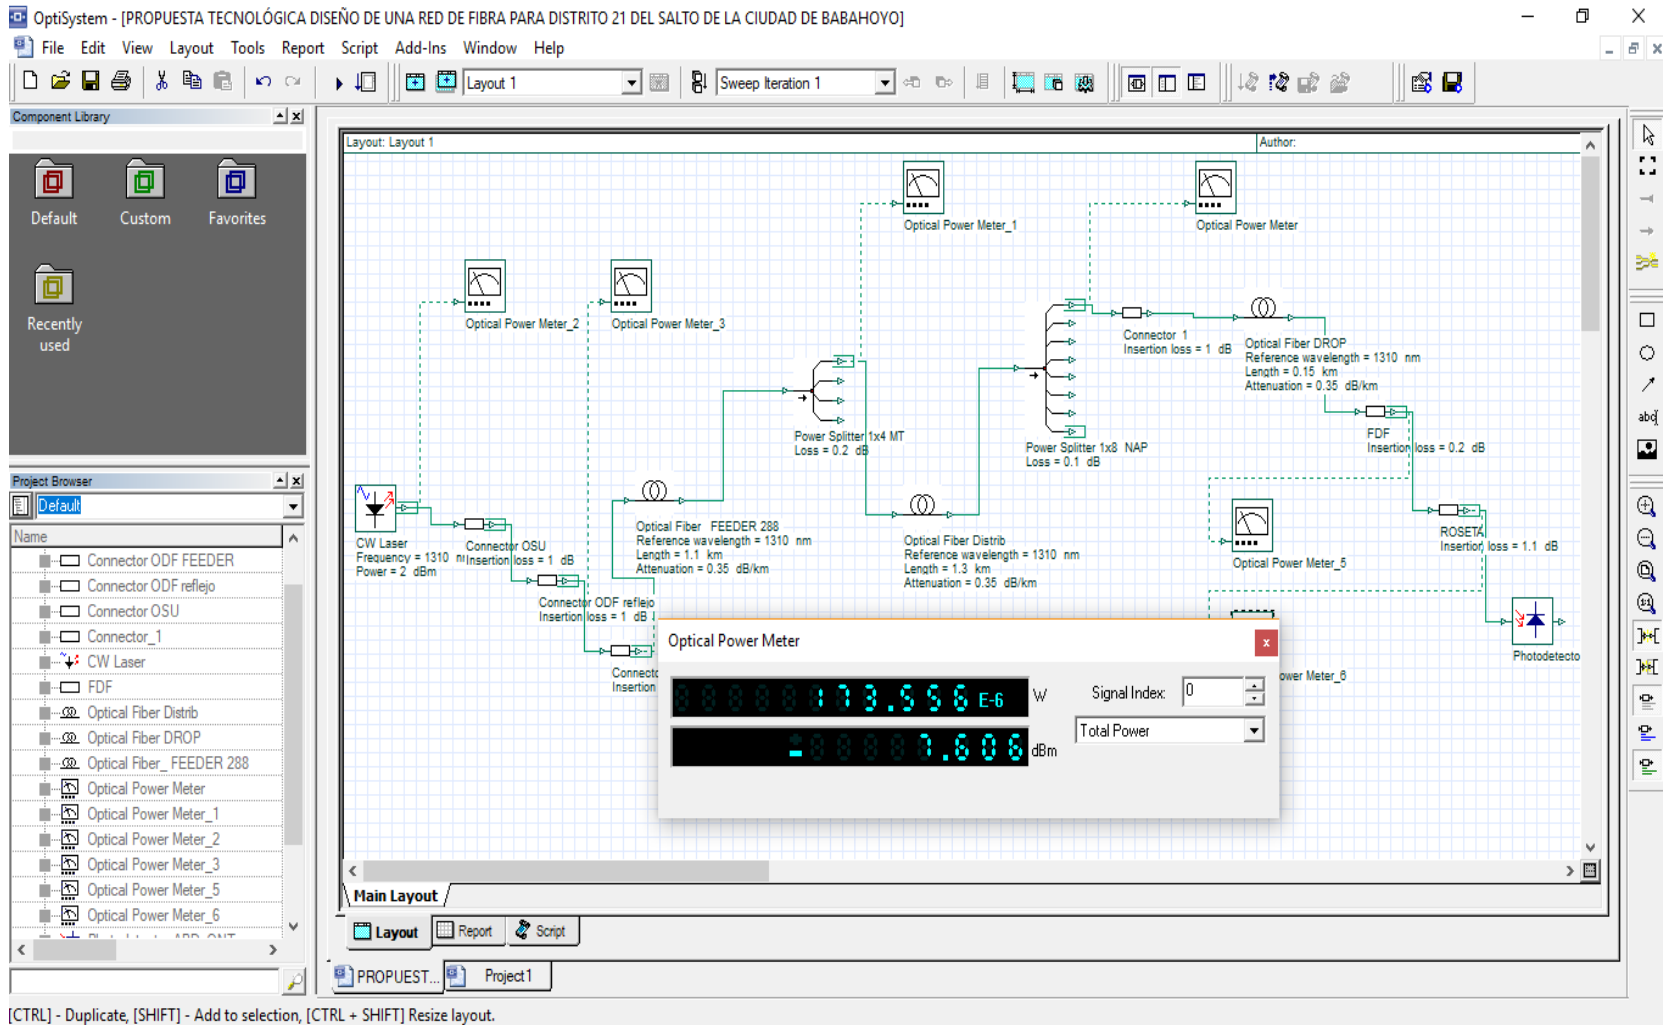 OptiSystem - [PROPUESTA TECNOLÓGICA DISEÑO DE UNA RED DE FIBRA PARA DISTRITO 21 DEL SALTO DE LA CIUDAD DE BABAHOYO]
File Edit View Layout Tools Report Script Add-Ins Window Help
Layout 1
Sweep Iteration 1
Component Library
Default
Custom
Favorites
Recently
used
Project Browser
Default
Name
Connector ODF FEEDER
Connector ODF reflejo
Connector OSU
Connector_1
CW Laser
FDF
Optical Fiber Distrib
Optical Fiber DROP
Optical Fiber_ FEEDER 288
Optical Power Meter
Optical Power Meter_1
Optical Power Meter_2
Optical Power Meter_3
Optical Power Meter_5
Optical Power Meter_6
Layout: Layout 1
Author:
Optical Power Meter_1
Optical Power Meter
Optical Power Meter_2
Optical Power Meter_3
Connector 1
Insertion loss = 1 dB
Optical Fiber DROP
Reference wavelength = 1310 nm
Length = 0.15 km
Attenuation = 0.35 dB/km
Power Splitter 1x4 MT
Loss = 0.2 dB
Power Splitter 1x8 NAP
Loss = 0.1 dB
FDF
Insertion loss = 0.2 dB
CW Laser
Frequency = 1310 n
Power = 2 dBm
Connector OSU
Insertion loss = 1 dB
Optical Fiber FEEDER 288
Reference wavelength = 1310 nm
Length = 1.1 km
Attenuation = 0.35 dB/km
Optical Fiber Distrib
Reference wavelength = 1310 nm
Length = 1.3 km
Attenuation = 0.35 dB/km
ROSETA
Insertion loss = 1.1 dB
Optical Power Meter_5
Connector ODF reflejo
Insertion loss = 1 dB
Connecto
Insertion
Photodetecto
ower Meter_6
Optical Power Meter
173.556 E-6 W
Signal Index: 0
-7.606 dBm
Total Power
Main Layout
Layout Report Script
PROPUEST... Project1
[CTRL] - Duplicate, [SHIFT] - Add to selection, [CTRL + SHIFT] Resize layout.